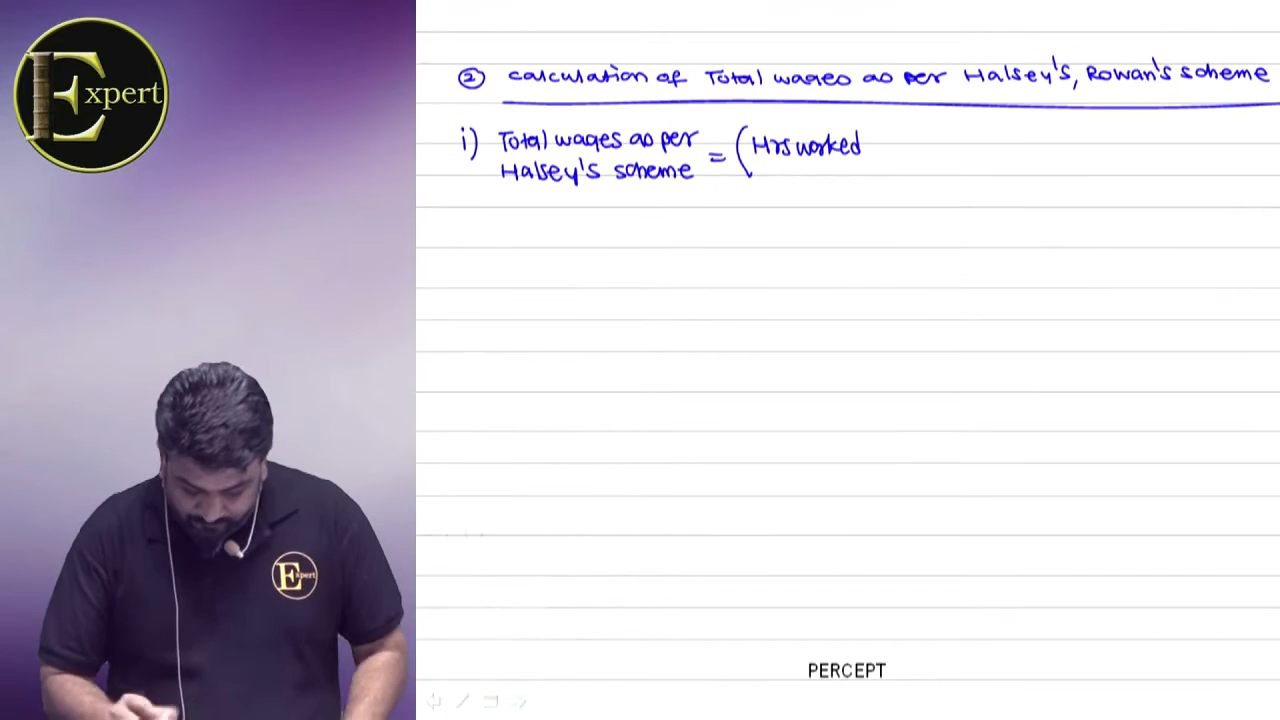 Expert
② calculation of Total wages as per Halsey's, Rowan's scheme
i) Total wages as per
Halsey's scheme = (Hrs worked
Expert
PERCEPT